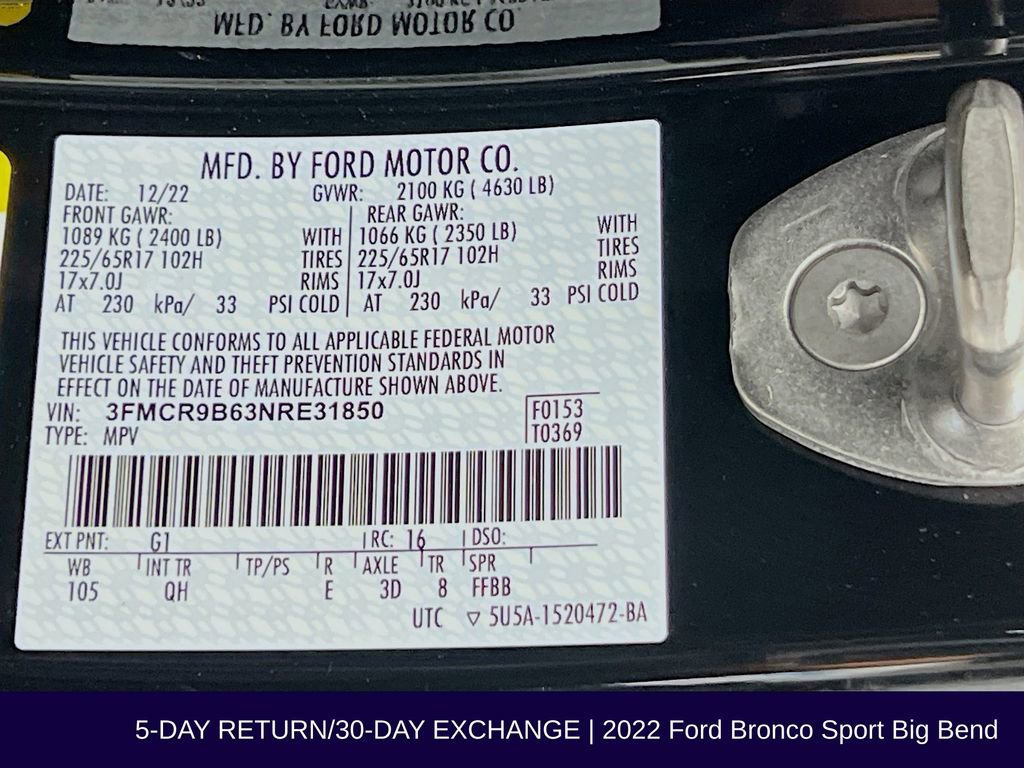 MFD. BY FORD MOTOR CO
MFD. BY FORD MOTOR CO.
DATE: 12/22 GVWR: 2100 KG ( 4630 LB)
FRONT GAWR: REAR GAWR:
1089 KG ( 2400 LB) WITH 1066 KG ( 2350 LB) WITH
225/65R17 102H TIRES 225/65R17 102H TIRES
17x7.0J RIMS 17x7.0J RIMS
AT 230 kPa/ 33 PSI COLD AT 230 kPa/ 33 PSI COLD
THIS VEHICLE CONFORMS TO ALL APPLICABLE FEDERAL MOTOR
VEHICLE SAFETY AND THEFT PREVENTION STANDARDS IN
EFFECT ON THE DATE OF MANUFACTURE SHOWN ABOVE.
VIN: 3FMCR9B63NRE31850 F0153
TYPE: MPV T0369
EXT PNT: G1 RC: 16 DSO:
WB INT TR TP/PS R AXLE TR SPR
105 QH E 3D 8 FFBB
UTC ▽ 5U5A-1520472-BA
5-DAY RETURN/30-DAY EXCHANGE | 2022 Ford Bronco Sport Big Bend